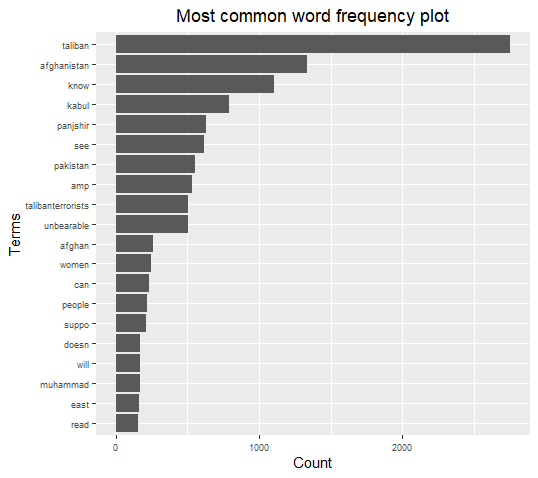 Most common word frequency plot
taliban
afghanistan
know
kabul
panjshir
see
pakistan
amp
talibanterrorists
unbearable
afghan
women
can
people
suppo
doesn
will
muhammad
east
read
Terms
0 1000 2000
Count